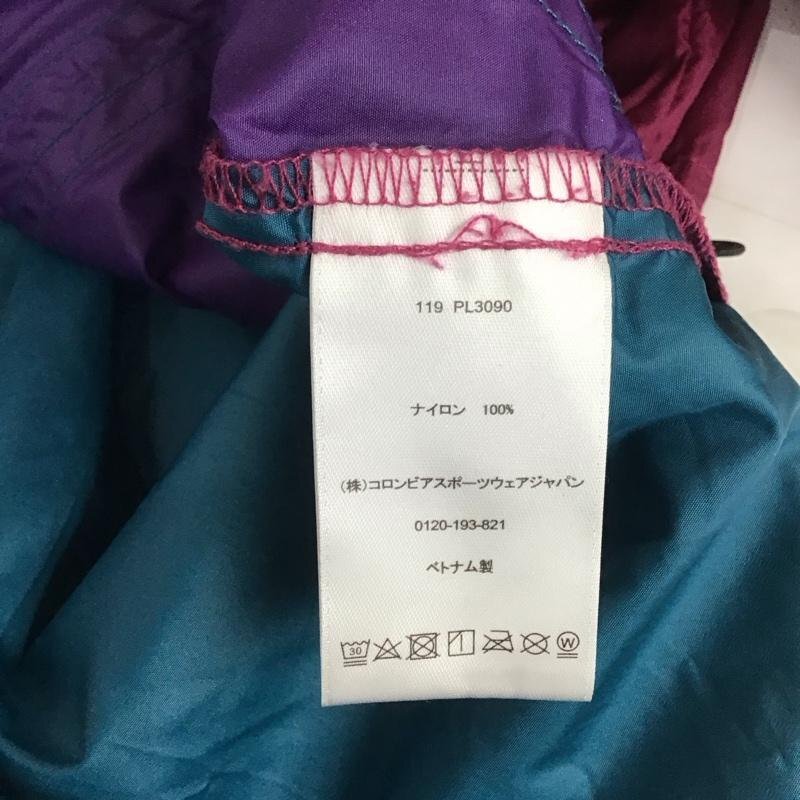 119 PL3090
ナイロン 100%
(株)コロンビアスポーツウェアジャパン
0120-193-821
ベトナム製
30 W